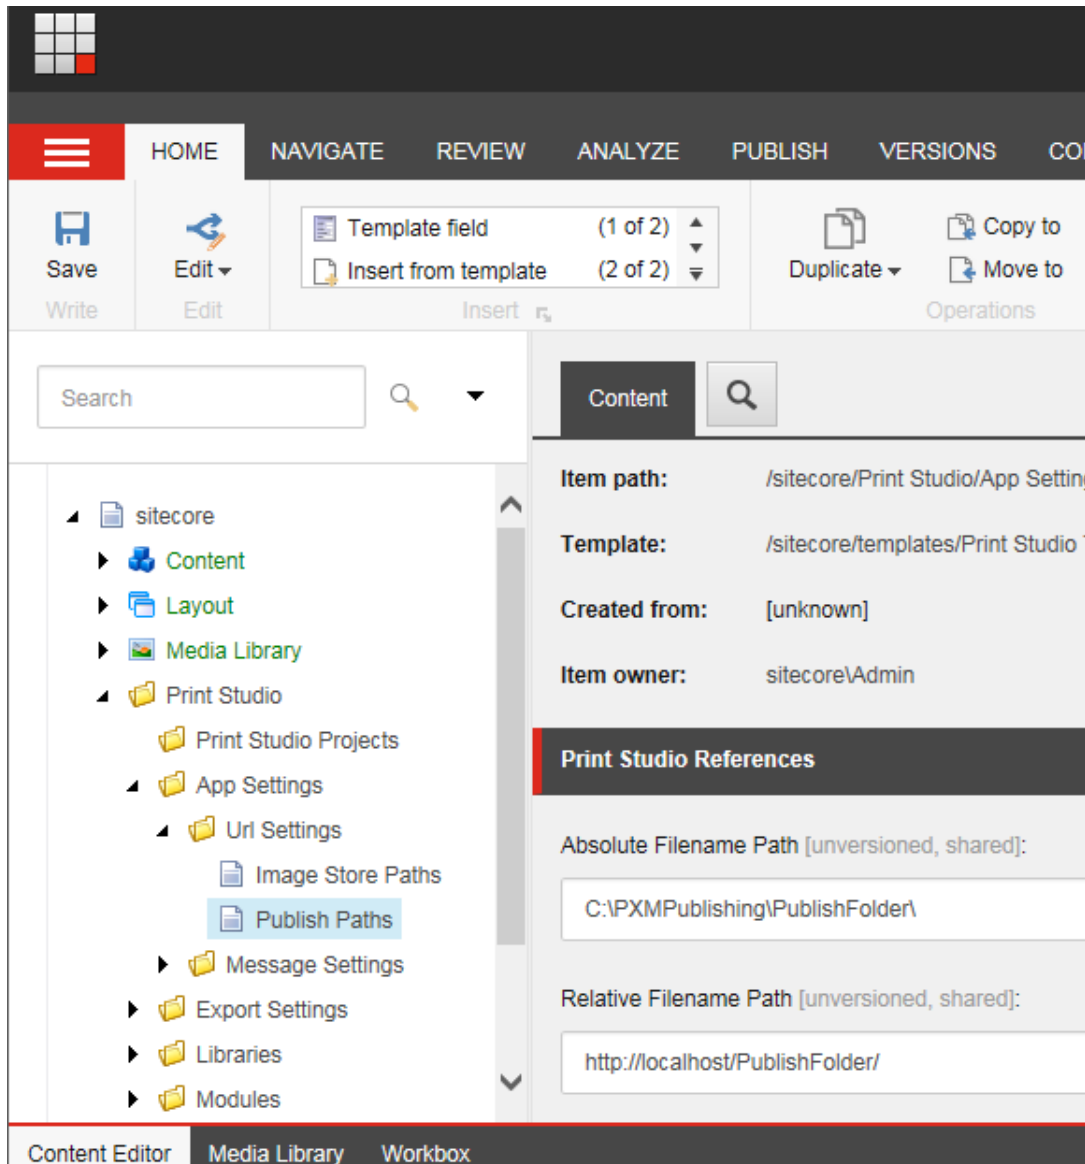 HOME NAVIGATE REVIEW ANALYZE PUBLISH VERSIONS
Save
Write
Edit
Edit
Template field (1 of 2)
Insert from template (2 of 2)
Insert
Duplicate
Copy to
Move to
Operations
Search
sitecore
Content
Layout
Media Library
Print Studio
Print Studio Projects
App Settings
Url Settings
Image Store Paths
Publish Paths
Message Settings
Export Settings
Libraries
Modules
Content
Item path: /sitecore/Print Studio/App
Template: /sitecore/templates/Print Studio
Created from: [unknown]
Item owner: sitecore\Admin
Print Studio References
Absolute Filename Path [unversioned, shared]:
C:\PXMPublishing\PublishFolder\
Relative Filename Path [unversioned, shared]:
http://localhost/PublishFolder/
Content Editor Media Library Workbox